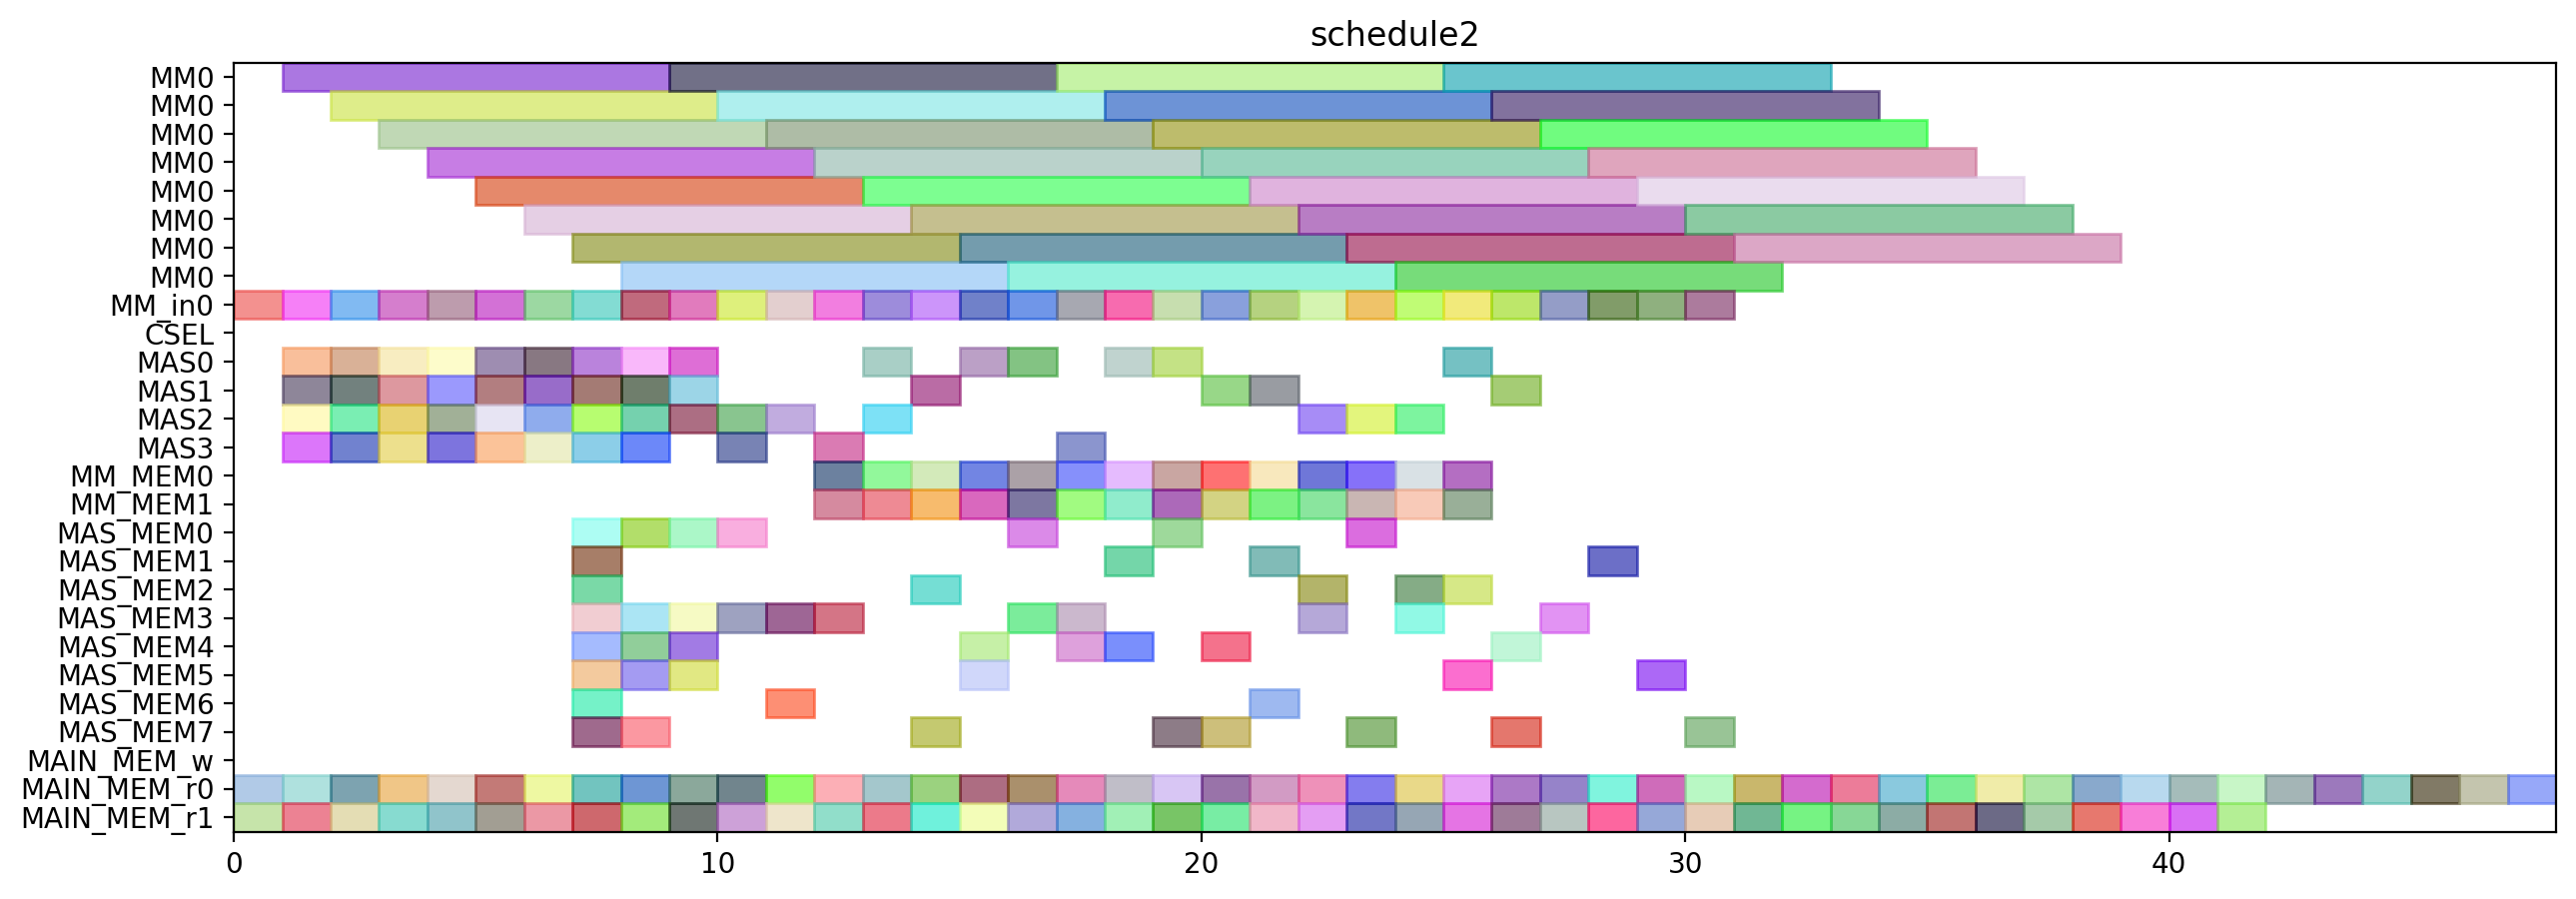 schedule2
MM0
MM0
MM0
MM0
MM0
MM0
MM0
MM0
MM_in0
CSEL
MAS0
MAS1
MAS2
MAS3
MM_MEM0
MM_MEM1
MAS_MEM0
MAS_MEM1
MAS_MEM2
MAS_MEM3
MAS_MEM4
MAS_MEM5
MAS_MEM6
MAS_MEM7
MAIN_MEM_w
MAIN_MEM_r0
MAIN_MEM_r1
0 10 20 30 40